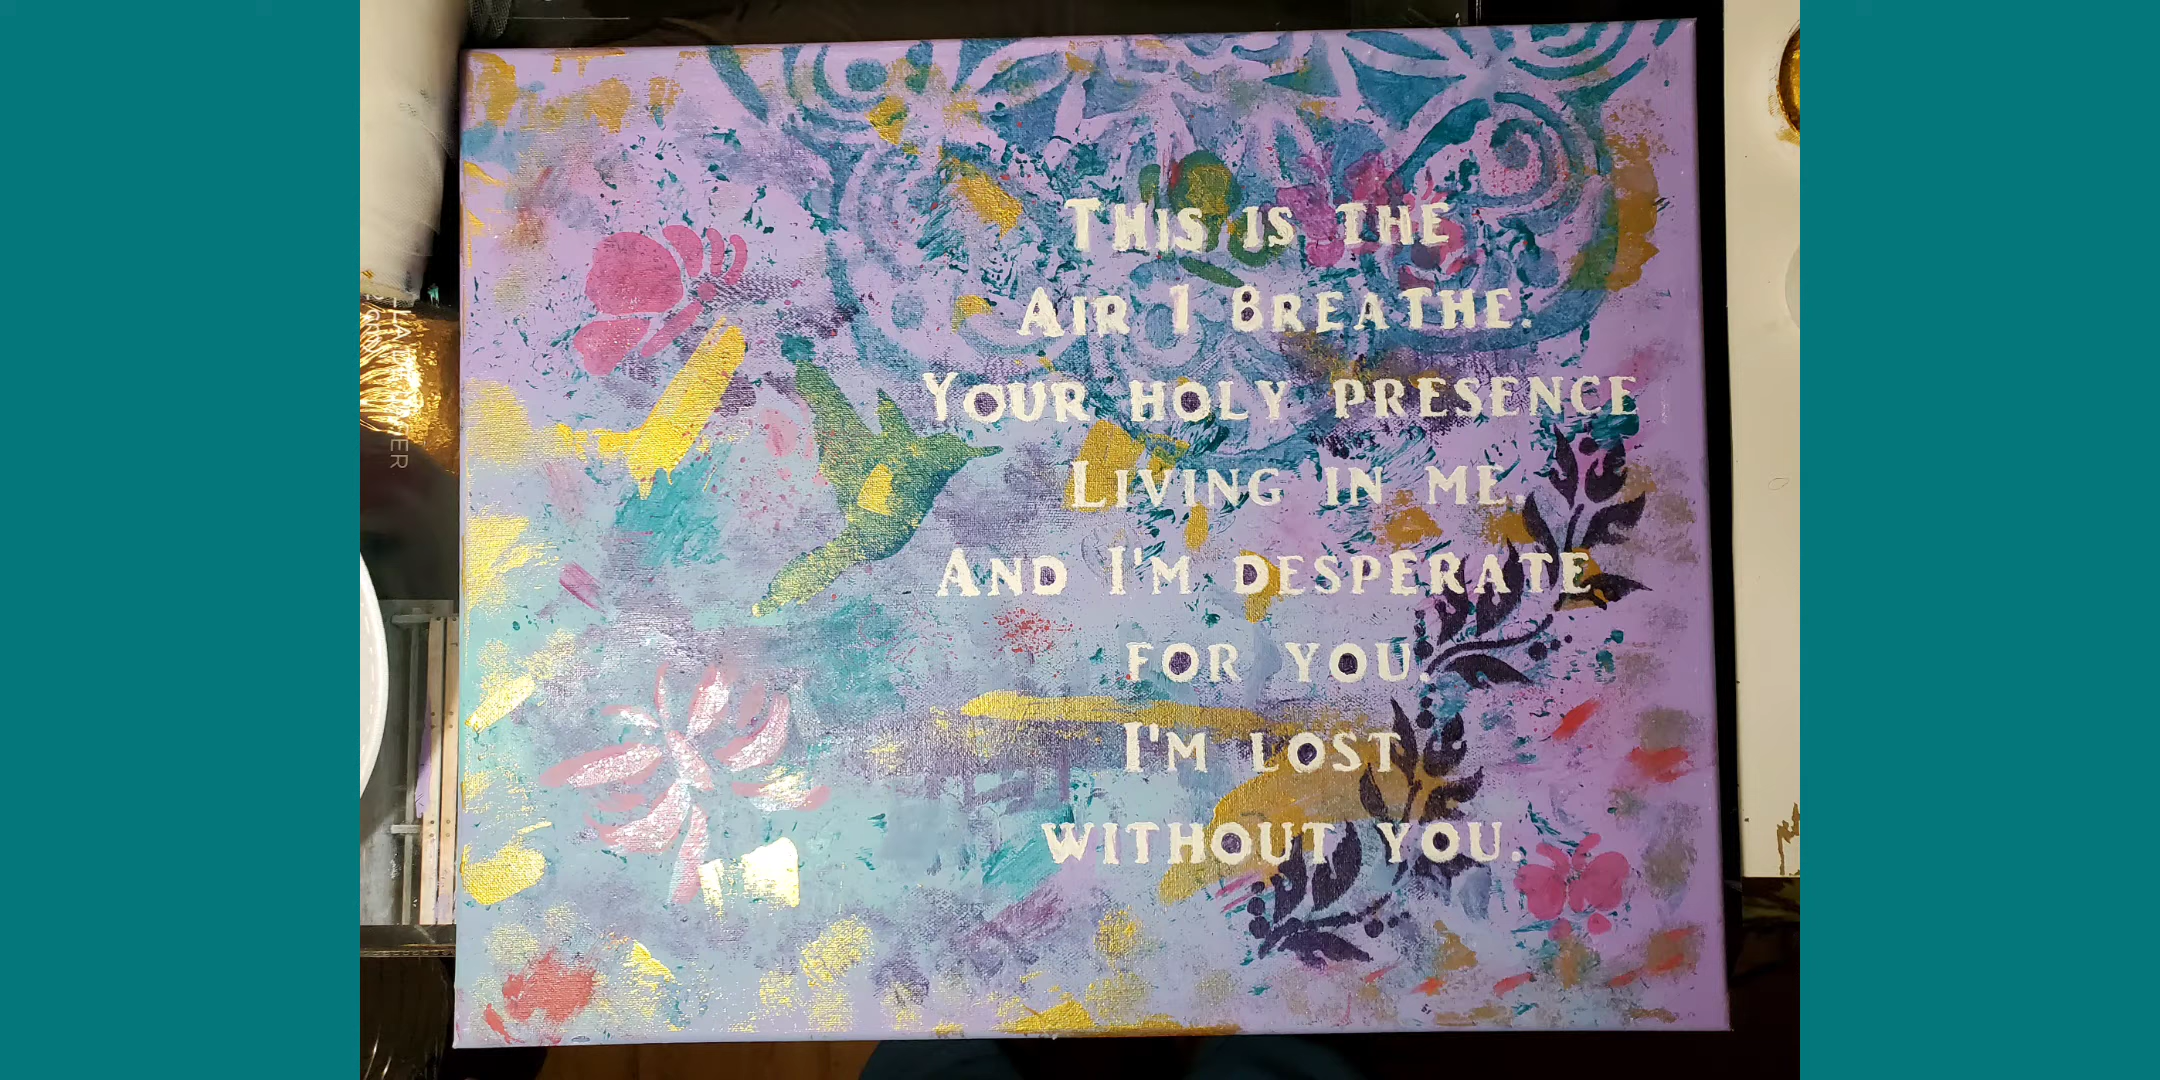 This is the
Air I Breathe.
Your holy presence
Living in me.
And I'm desperate
for you.
I'm lost
without you.